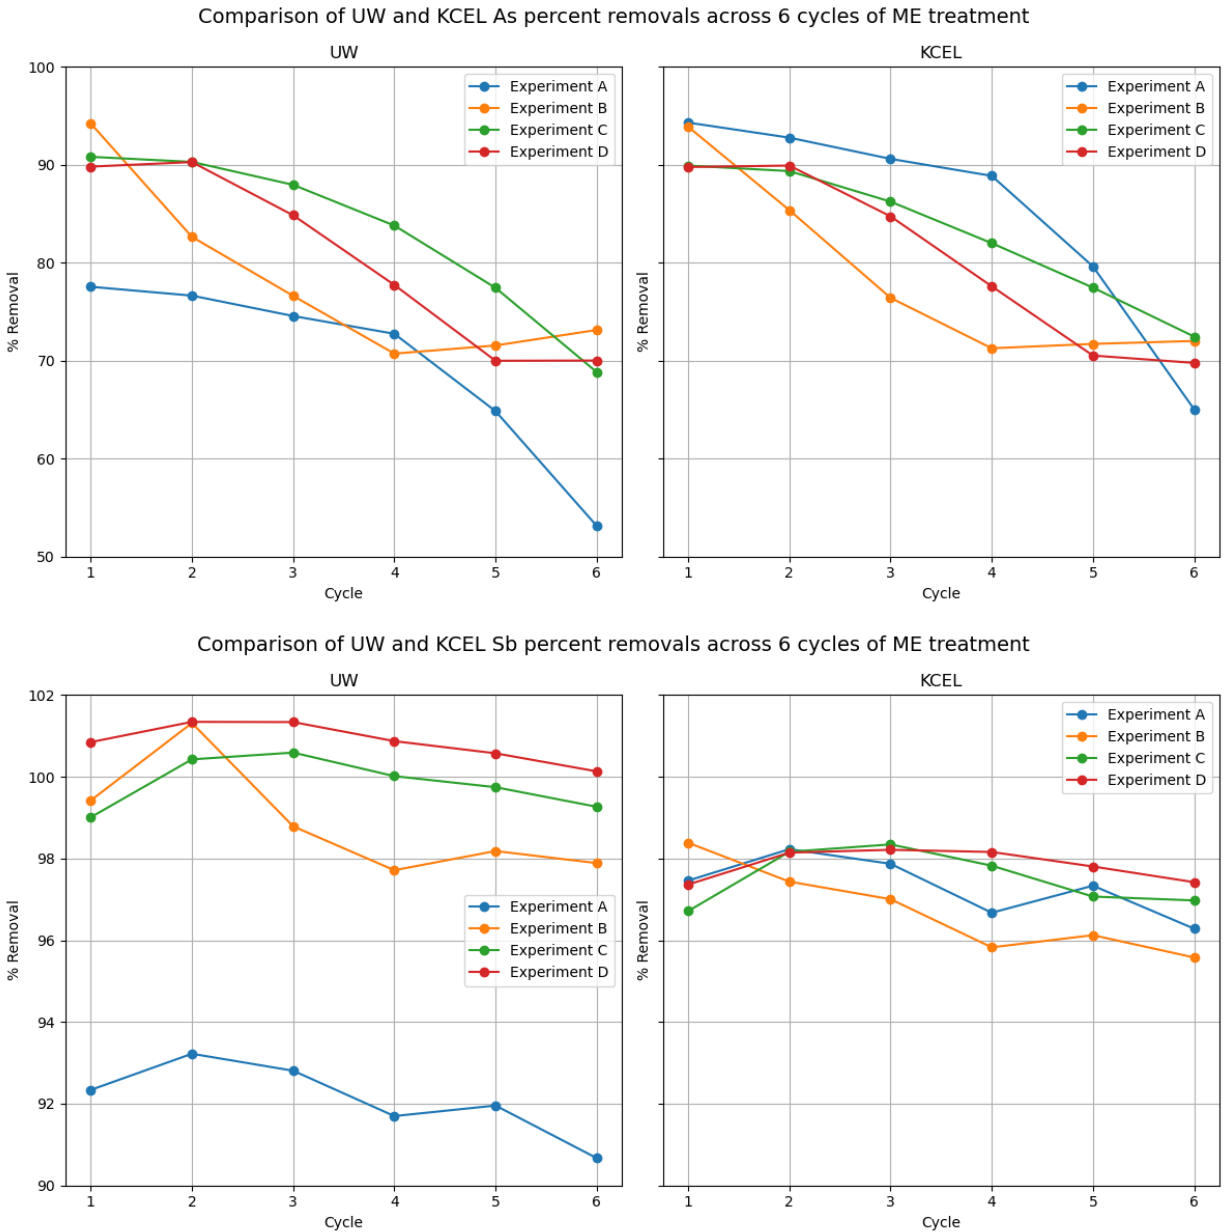 Comparison of UW and KCEL As percent removals across 6 cycles of ME treatment
UW
% Removal
100
90
80
70
60
50
1 2 3 4 5 6
Cycle
Experiment A
Experiment B
Experiment C
Experiment D
KCEL
% Removal
1 2 3 4 5 6
Cycle
Experiment A
Experiment B
Experiment C
Experiment D
Comparison of UW and KCEL Sb percent removals across 6 cycles of ME treatment
UW
% Removal
102
100
98
96
94
92
90
1 2 3 4 5 6
Cycle
Experiment A
Experiment B
Experiment C
Experiment D
KCEL
% Removal
1 2 3 4 5 6
Cycle
Experiment A
Experiment B
Experiment C
Experiment D